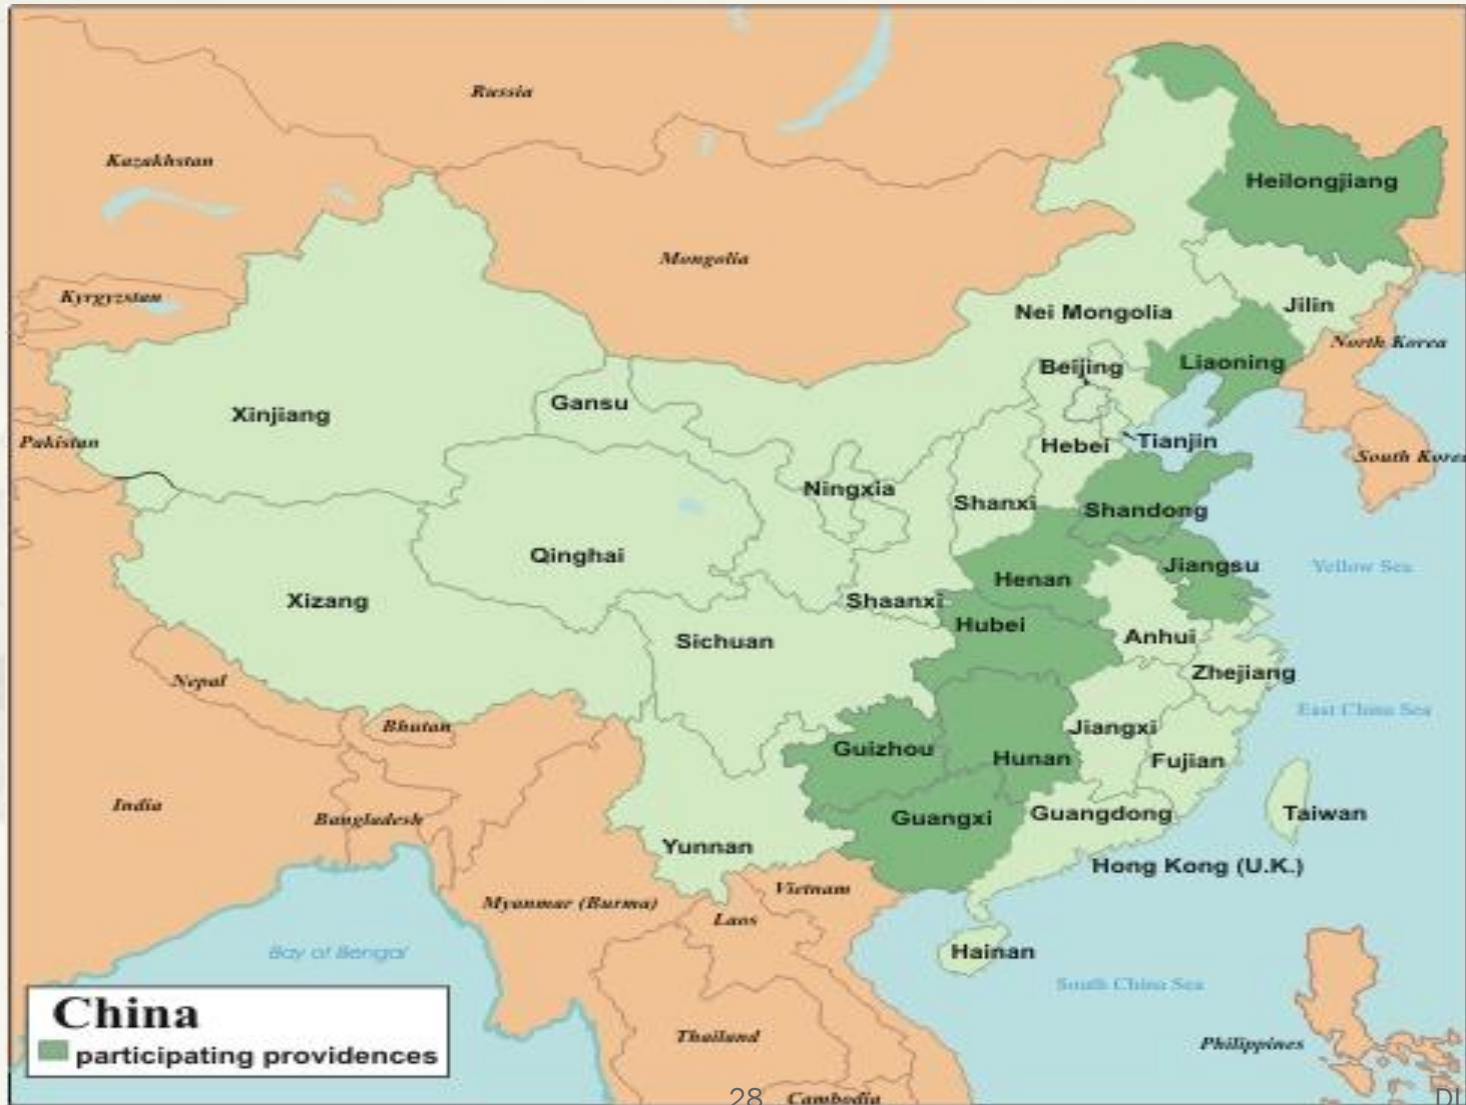 Russia
Kazakhstan
Heilongjiang
Mongolia
Kyrgyzstan
Jilin
Nei Mongolia
North Korea
Beijing
Liaoning
Gansu
Xinjiang
Pakistan
Hebei
Tianjin
South Korea
Ningxia
Shanxi
Shandong
Qinghai
Henan
Jiangsu
Yellow Sea
Xizang
Shaanxi
Hubei
Sichuan
Anhui
Zhejiang
Nepal
East China Sea
Bhutan
Jiangxi
Guizhou
Hunan
Fujian
India
Bangladesh
Guangxi
Guangdong
Taiwan
Yunnan
Hong Kong (U.K.)
Vietnam
Myanmar (Burma)
Laos
Bay of Bengal
Hainan
South China Sea
China
participating providences
Thailand
Philippines
28
Cambodia